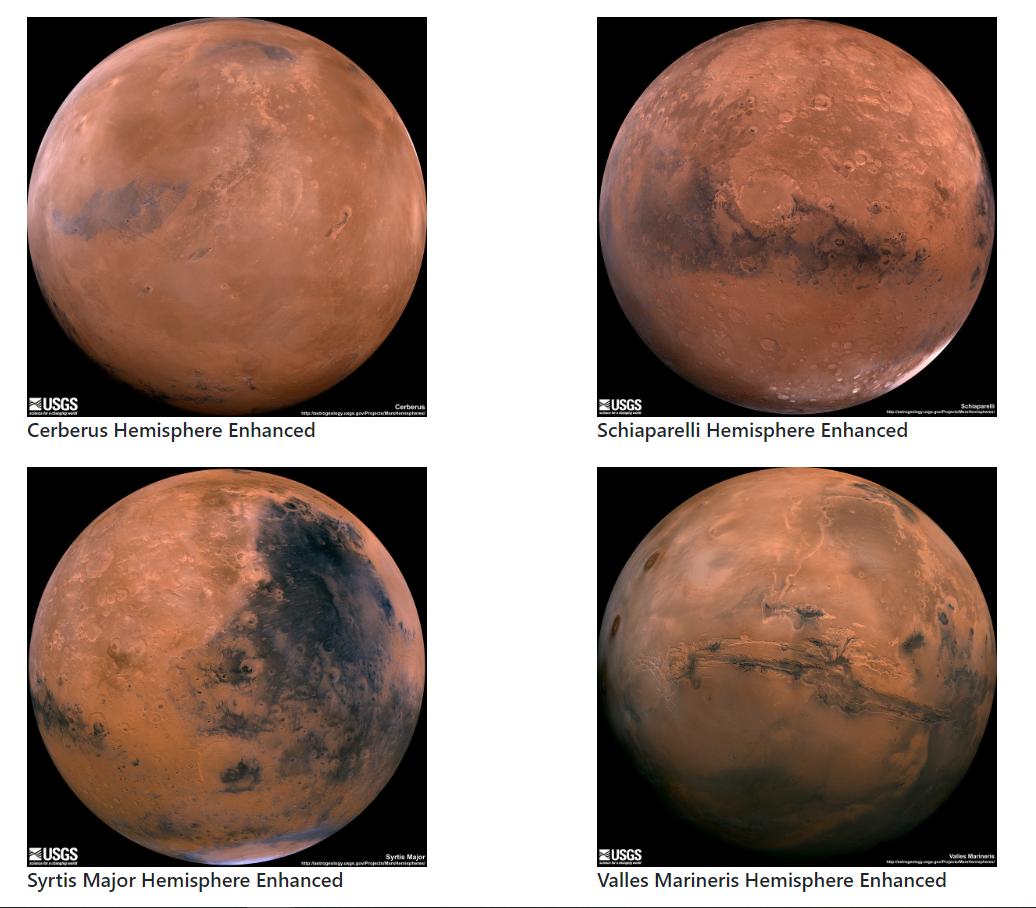 USGS
science for a changing world
Cerberus
http://astrogeology.usgs.gov/Projects/MarsHemispheres/
Cerberus Hemisphere Enhanced
USGS
science for a changing world
Schiaparelli
http://astrogeology.usgs.gov/Projects/MarsHemispheres/
Schiaparelli Hemisphere Enhanced
USGS
science for a changing world
Syrtis Major
http://astrogeology.usgs.gov/Projects/MarsHemispheres/
Syrtis Major Hemisphere Enhanced
USGS
science for a changing world
Valles Marineris
http://astrogeology.usgs.gov/Projects/MarsHemispheres/
Valles Marineris Hemisphere Enhanced